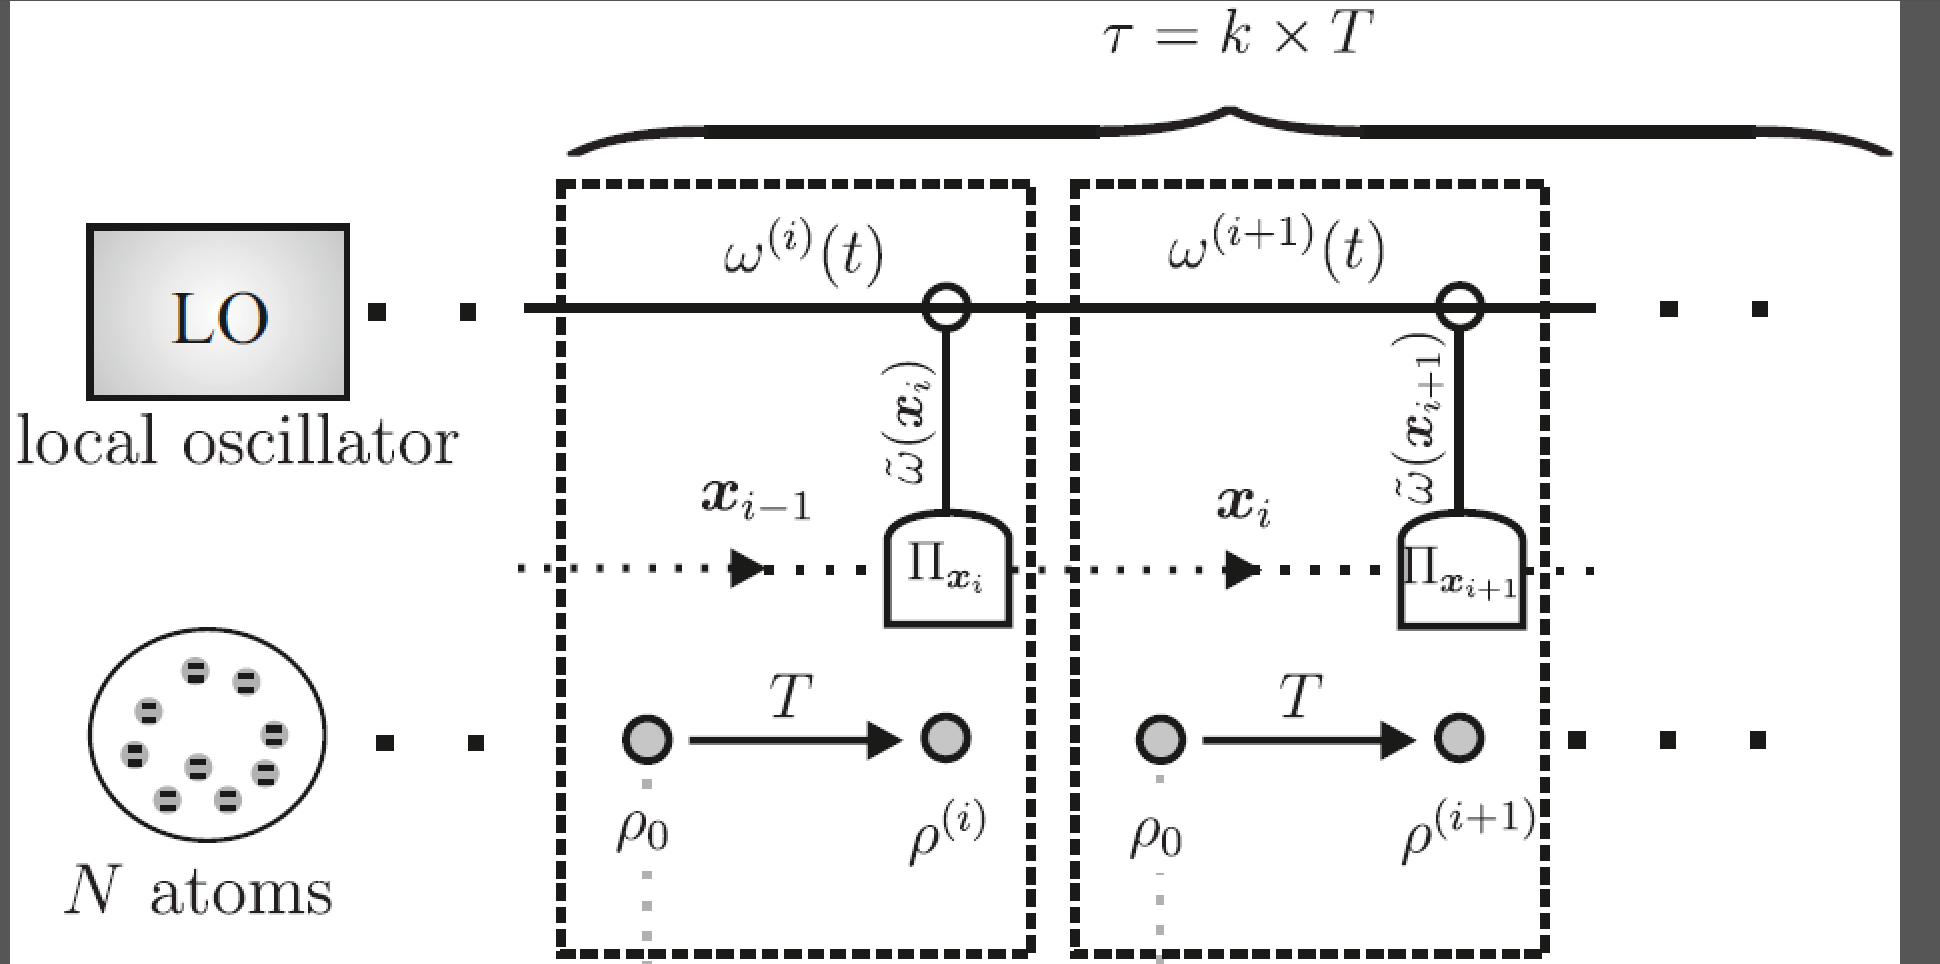 τ = k × T
ω^(i)(t)
ω^(i+1)(t)
LO
local oscillator
ω̃(x_i)
ω̃(x_{i+1})
x_{i−1}
x_i
Π_{x_i}
Π_{x_{i+1}}
T
T
ρ_0
ρ^(i)
ρ_0
ρ^(i+1)
N atoms